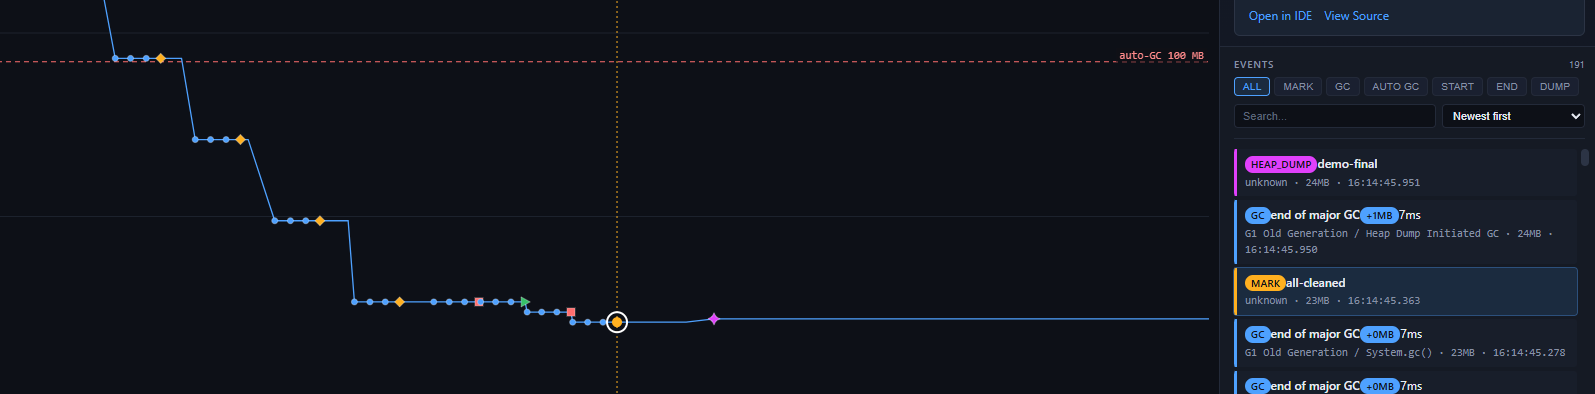 Open in IDE View Source
auto-GC 100 MB
EVENTS 191
ALL MARK GC AUTO GC START END DUMP
Search... Newest first
HEAP_DUMP demo-final
unknown · 24MB · 16:14:45.951
GC end of major GC +1MB 7ms
G1 Old Generation / Heap Dump Initiated GC · 24MB ·
16:14:45.950
MARK all-cleaned
unknown · 23MB · 16:14:45.363
GC end of major GC +0MB 7ms
G1 Old Generation / System.gc() · 23MB · 16:14:45.278
GC end of major GC +0MB 7ms